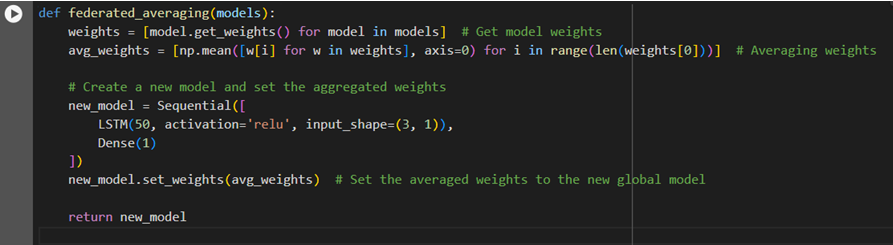 def federated_averaging(models):
    weights = [model.get_weights() for model in models]  # Get model weights
    avg_weights = [np.mean([w[i] for w in weights], axis=0) for i in range(len(weights[0]))]  # Averaging weights
    # Create a new model and set the aggregated weights
    new_model = Sequential([
        LSTM(50, activation='relu', input_shape=(3, 1)),
        Dense(1)
    ])
    new_model.set_weights(avg_weights)  # Set the averaged weights to the new global model
    return new_model